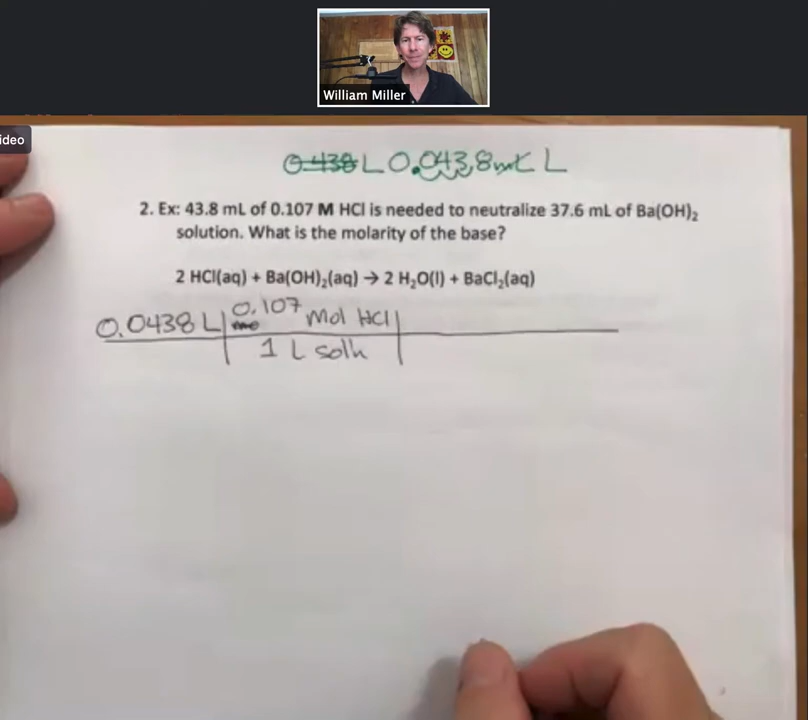 William Miller
ideo
0.438 L 0.043,8 mL L
2. Ex: 43.8 mL of 0.107 M HCl is needed to neutralize 37.6 mL of Ba(OH)₂
solution. What is the molarity of the base?
2 HCl(aq) + Ba(OH)₂(aq) → 2 H₂O(l) + BaCl₂(aq)
0.0438 L 0.107 mol HCl
1 L soln